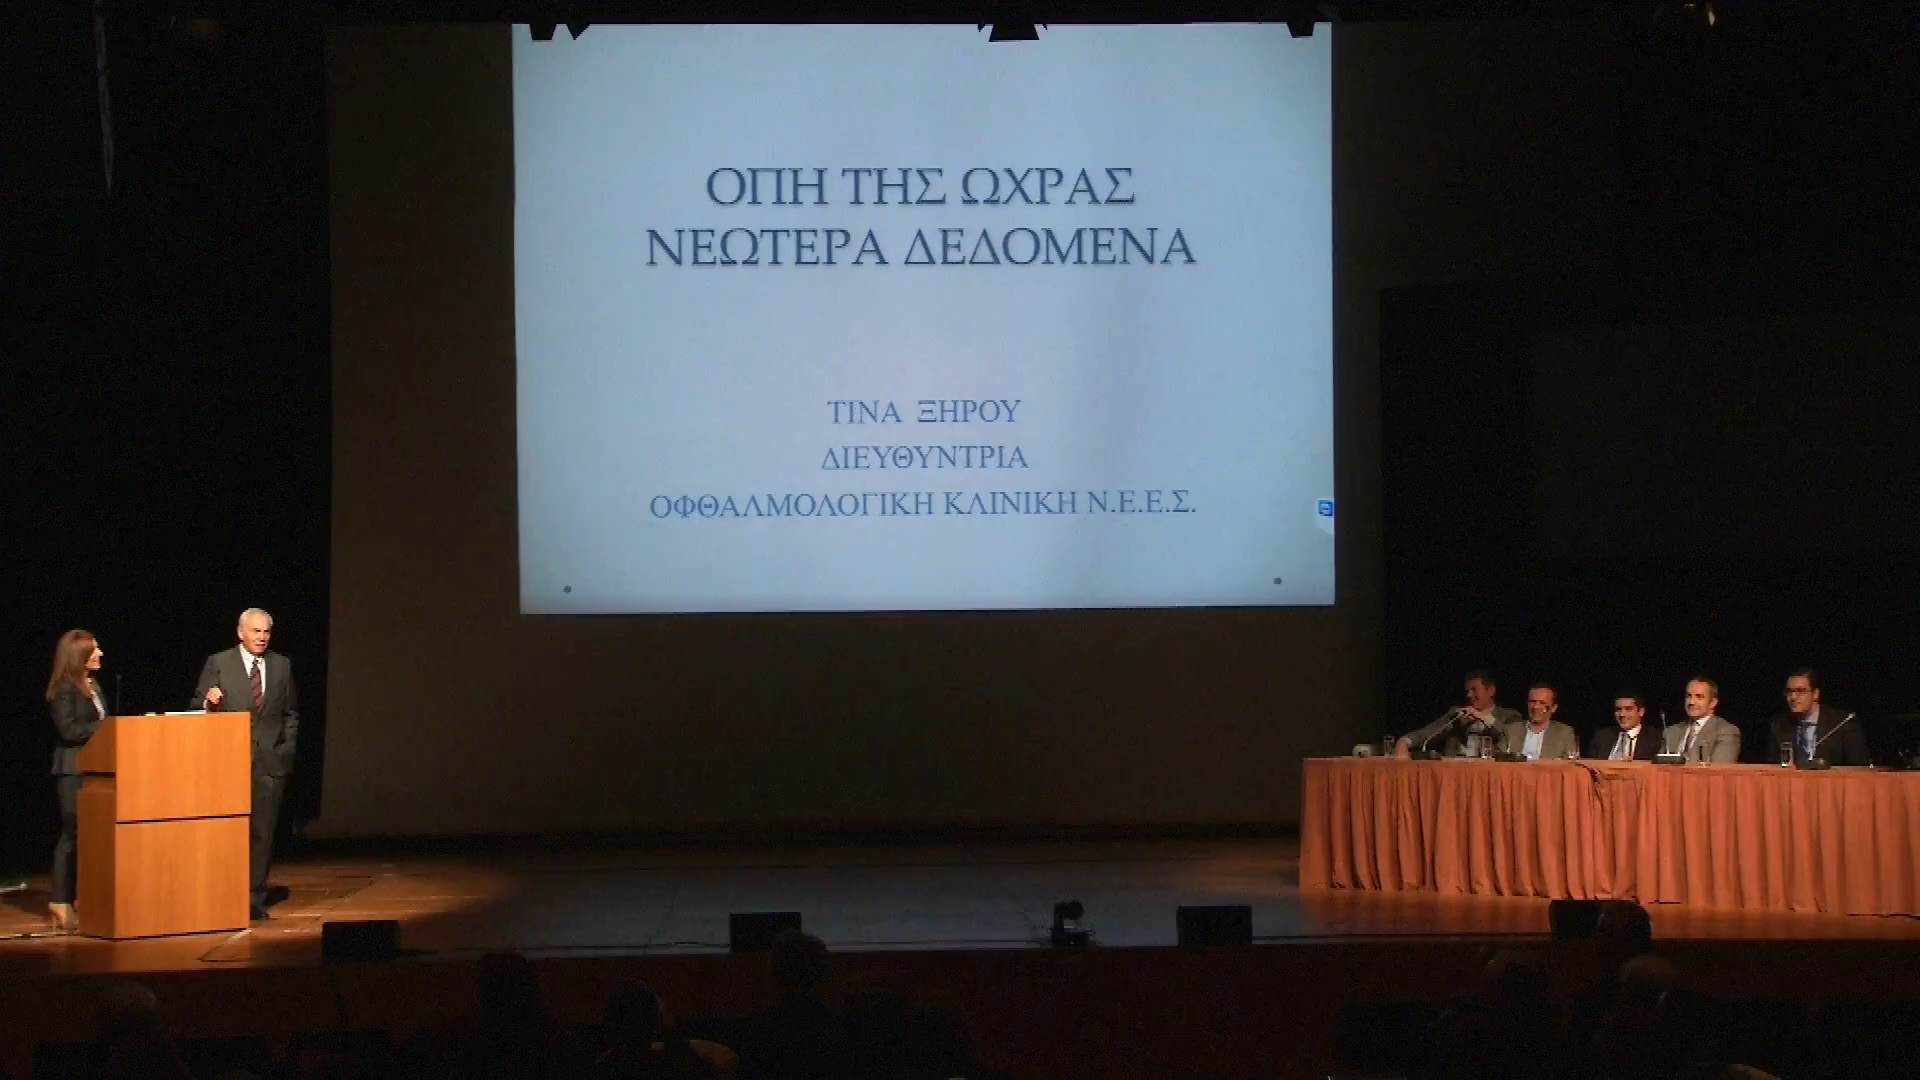 ΟΠΗ ΤΗΣ ΩΧΡΑΣ
ΝΕΩΤΕΡΑ ΔΕΔΟΜΕΝΑ
ΤΙΝΑ ΞΗΡΟΥ
ΔΙΕΥΘΥΝΤΡΙΑ
ΟΦΘΑΛΜΟΛΟΓΙΚΗ ΚΛΙΝΙΚΗ Ν.Ε.Ε.Σ.